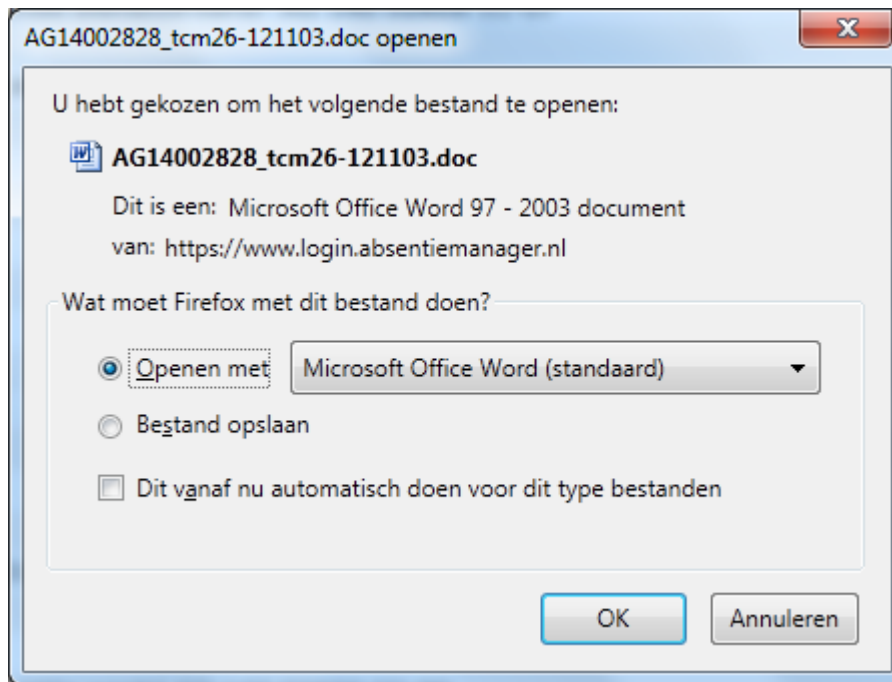 AG14002828_tcm26-121103.doc openen
U hebt gekozen om het volgende bestand te openen:
AG14002828_tcm26-121103.doc
Dit is een: Microsoft Office Word 97 - 2003 document
van: https://www.login.absentiemanager.nl
Wat moet Firefox met dit bestand doen?
Openen met Microsoft Office Word (standaard)
Bestand opslaan
Dit vanaf nu automatisch doen voor dit type bestanden
OK Annuleren